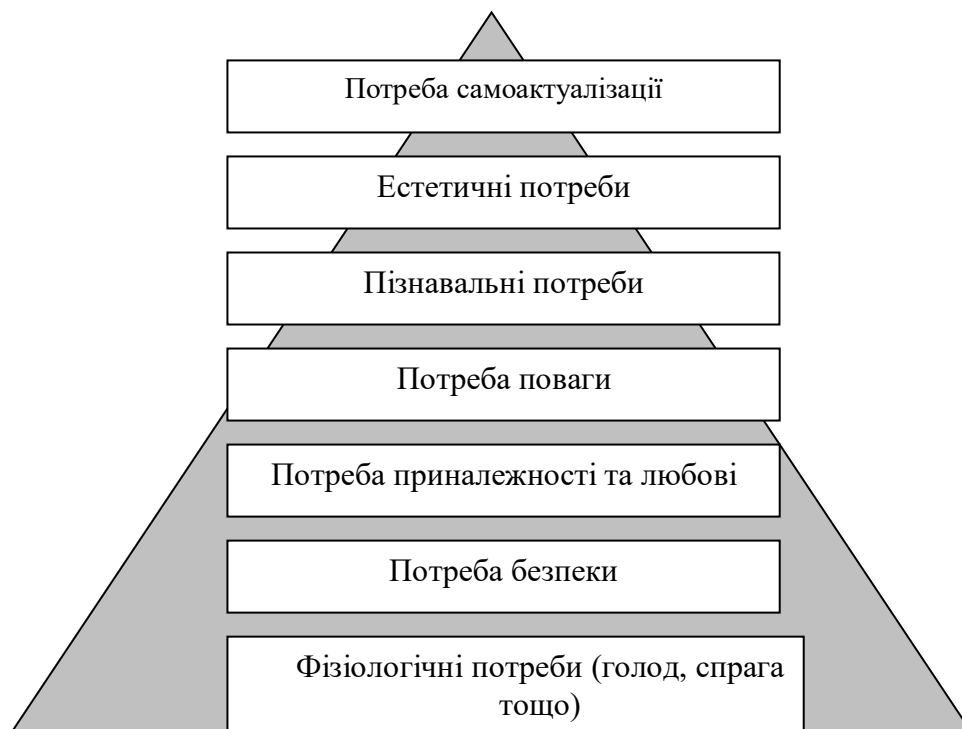 Потреба самоактуалізації
Естетичні потреби
Пізнавальні потреби
Потреба поваги
Потреба приналежності та любові
Потреба безпеки
Фізіологічні потреби (голод, спрага
тощо)